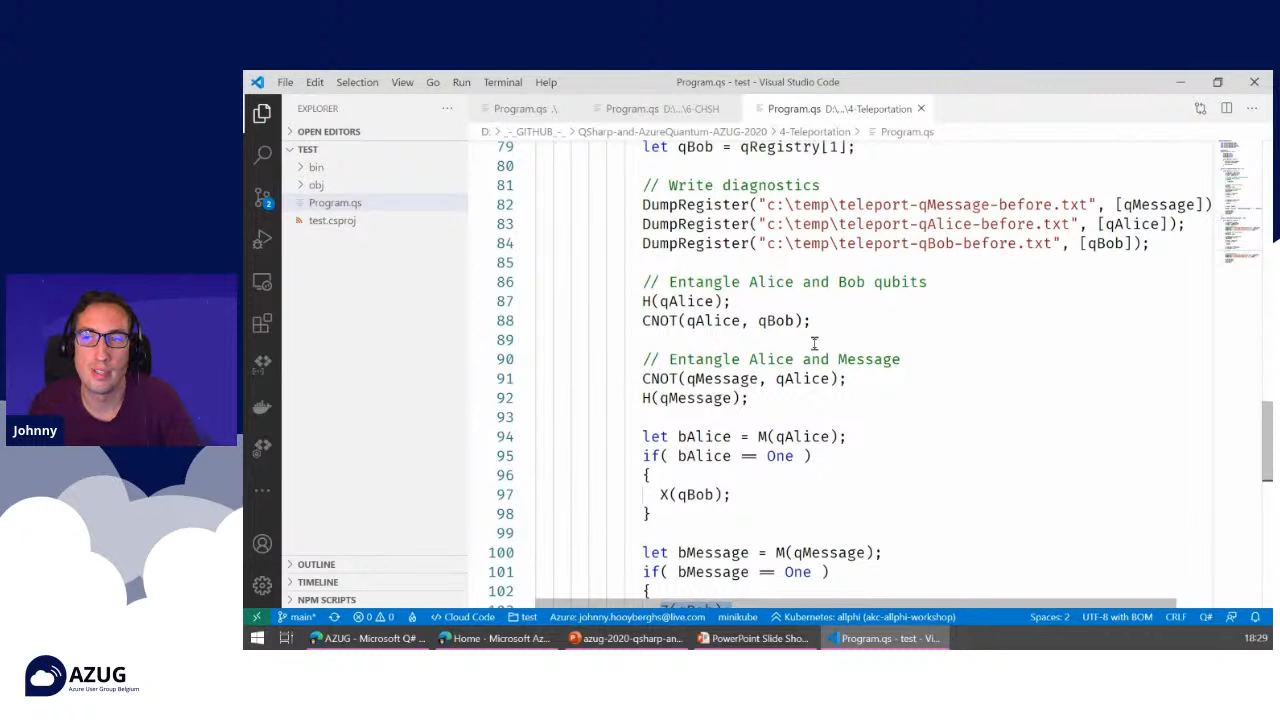 File Edit Selection View Go Run Terminal Help
Program.qs - test - Visual Studio Code
EXPLORER
Program.qs .\
Program.qs D:\...\6-CHSH
Program.qs D:\...\4-Teleportation
OPEN EDITORS
D: > _-_GITHUB_-_ > QSharp-and-AzureQuantum-AZUG-2020 > 4-Teleportation > Program.qs
TEST
bin
obj
Program.qs
test.csproj
2
79 let qBob = qRegistry[1];
80
81 // Write diagnostics
82 DumpRegister("c:\temp\teleport-qMessage-before.txt", [qMessage])
83 DumpRegister("c:\temp\teleport-qAlice-before.txt", [qAlice]);
84 DumpRegister("c:\temp\teleport-qBob-before.txt", [qBob]);
85
86 // Entangle Alice and Bob qubits
87 H(qAlice);
88 CNOT(qAlice, qBob);
89
90 // Entangle Alice and Message
91 CNOT(qMessage, qAlice);
92 H(qMessage);
93
94 let bAlice = M(qAlice);
95 if( bAlice == One )
96 {
97 X(qBob);
98 }
99
100 let bMessage = M(qMessage);
101 if( bMessage == One )
102 {
OUTLINE
TIMELINE
NPM SCRIPTS
main* 0 0 Cloud Code test Azure: johnny.hooyberghs@live.com minikube Kubernetes: allphi (akc-allphi-workshop) Spaces: 2 UTF-8 with BOM CRLF Q#
AZUG - Microsoft Q# ... Home - Microsoft Az... azug-2020-qsharp-an... PowerPoint Slide Sho... Program.qs - test - Vi... 18:29
Johnny
AZUG
Azure User Group Belgium